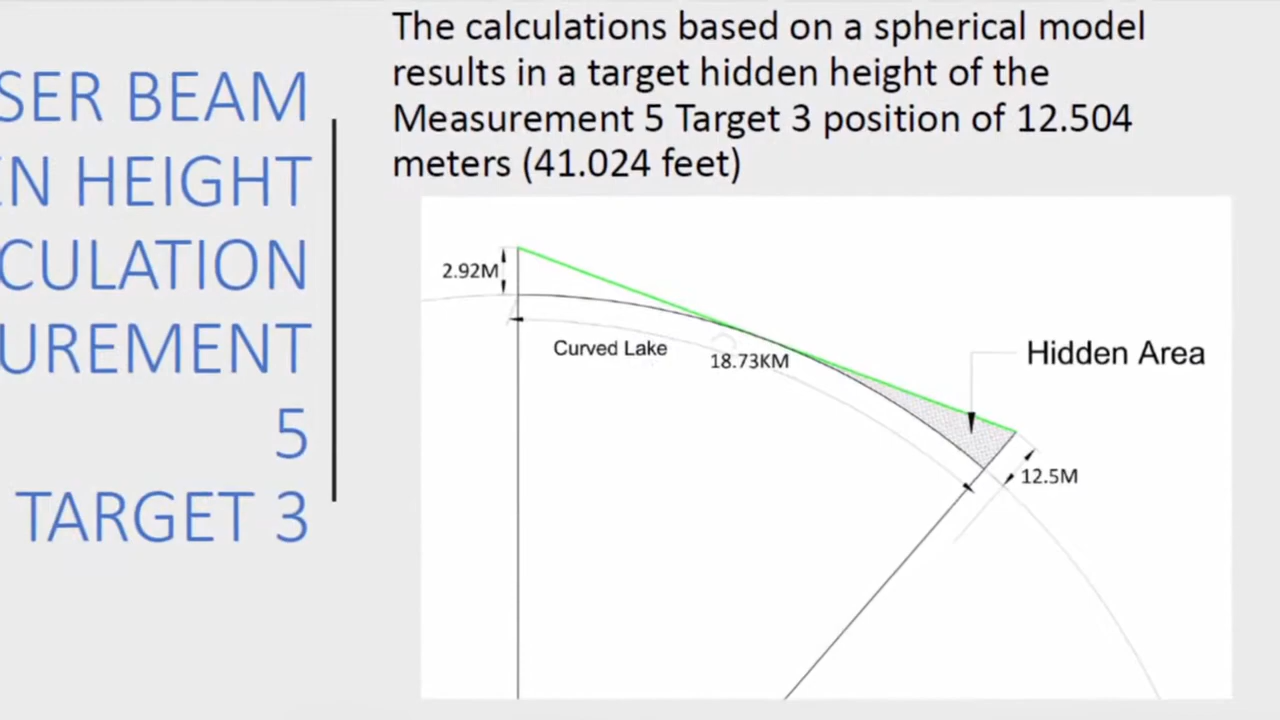 The calculations based on a spherical model
results in a target hidden height of the
Measurement 5 Target 3 position of 12.504
meters (41.024 feet)
SER BEAM
EN HEIGHT
CULATION
UREMENT
5
TARGET 3
2.92M
Curved Lake
18.73KM
Hidden Area
12.5M